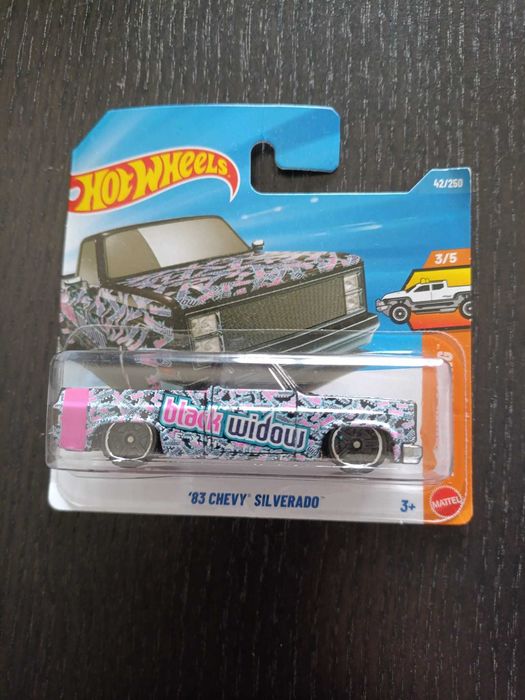 HOT WHEELS
42/250
3/5
black widow
'83 CHEVY SILVERADO
3+
MATTEL